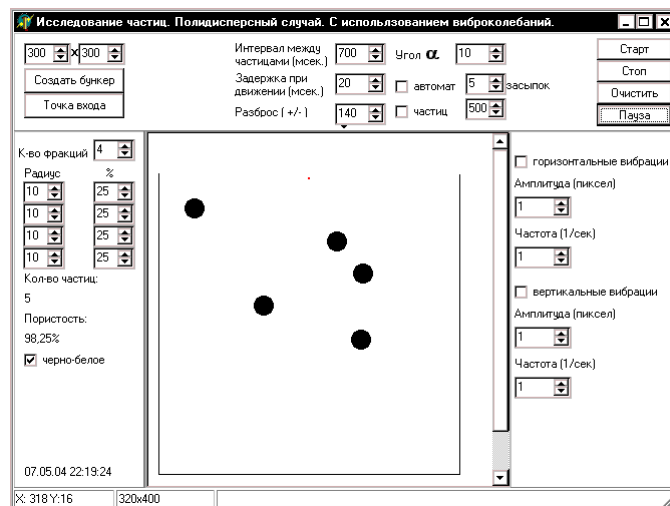 Исследование частиц. Полидисперсный случай. С использованием виброколебаний.
300 x 300
Создать бункер
Точка входа
Интервал между частицами (мсек.) 700
Угол α 10
Задержка при движении (мсек.) 20
автомат 5 засыпок
Разброс ( +/- ) 140
частиц 500
Старт
Стоп
Очистить
Пауза
К-во фракций 4
Радиус %
10 25
10 25
10 25
10 25
Кол-во частиц:
5
Пористость:
98,25%
черно-белое
07.05.04 22:19:24
горизонтальные вибрации
Амплитуда (пиксел)
1
Частота (1/сек)
1
вертикальные вибрации
Амплитуда (пиксел)
1
Частота (1/сек)
1
X: 318 Y:16
320x400